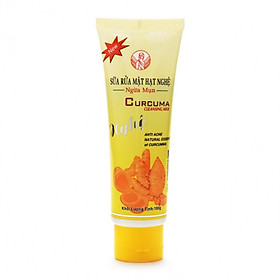 New
SỮA RỬA MẶT HẠT NGHỆ
Ngừa Mụn
CURCUMA
CLEANSING MILK
Nghệ
ANTI ACNE
NATURAL ESSENCE
of CURCUMINE
Khối Lượng Tịnh: 100g